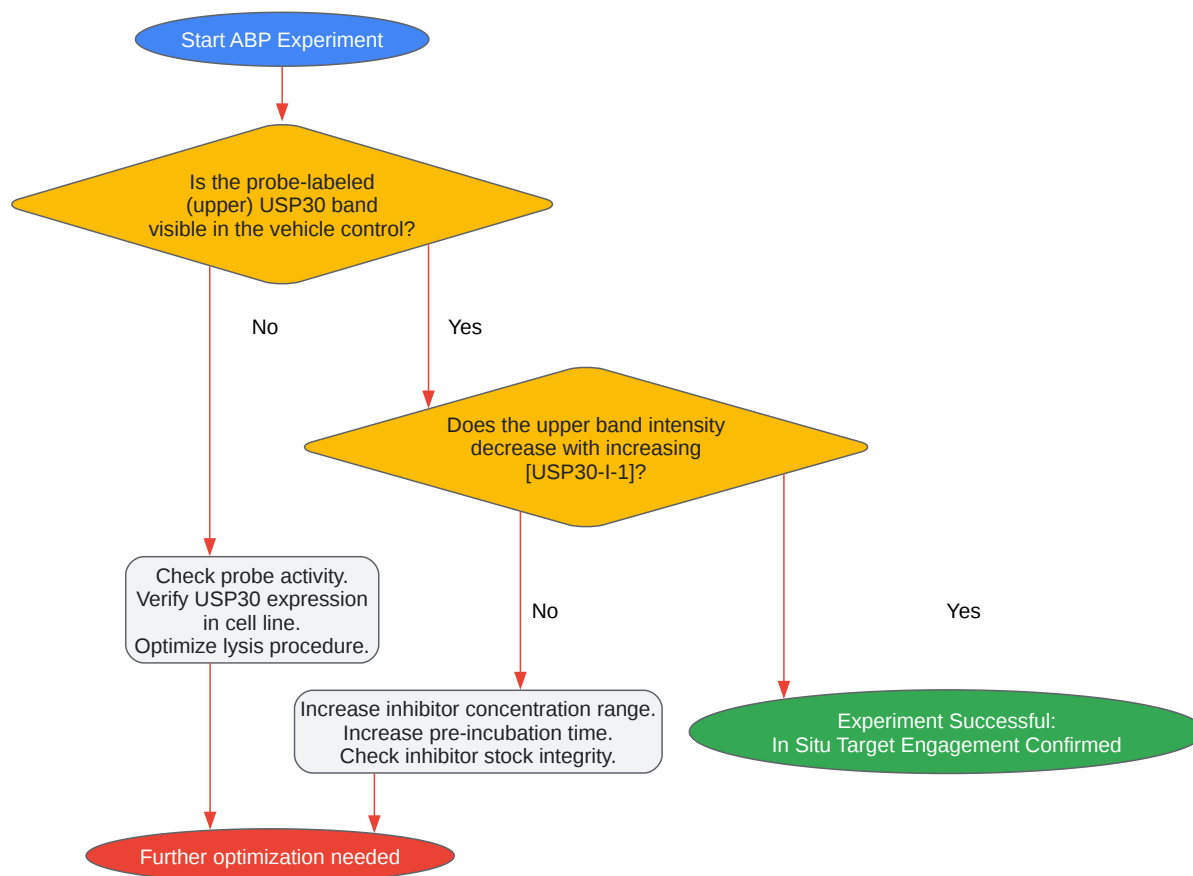 Start ABP Experiment
Is the probe-labeled
(upper) USP30 band
visible in the vehicle control?
No
Yes
Does the upper band intensity
decrease with increasing
[USP30-I-1]?
Check probe activity.
Verify USP30 expression
in cell line.
Optimize lysis procedure.
No
Yes
Increase inhibitor concentration range.
Increase pre-incubation time.
Check inhibitor stock integrity.
Experiment Successful:
In Situ Target Engagement Confirmed
Further optimization needed